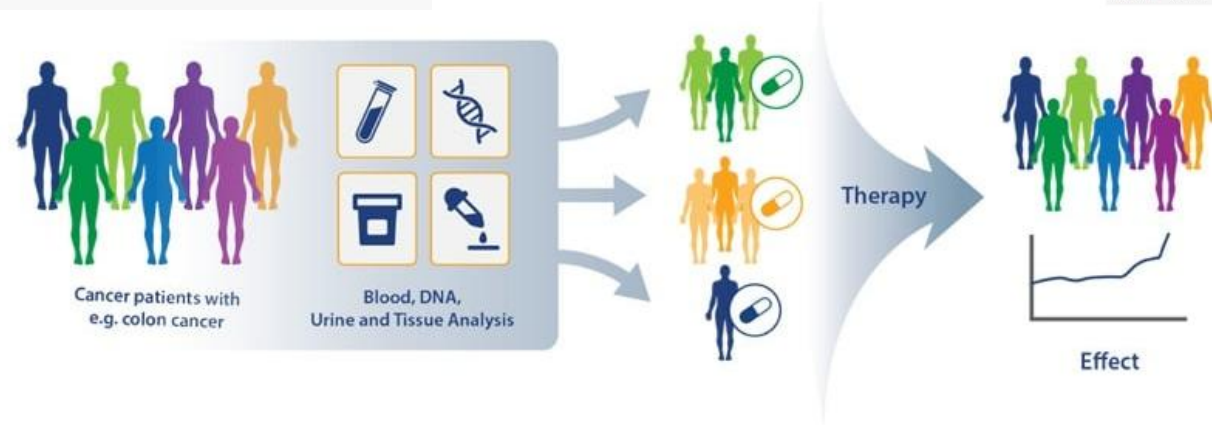 Cancer patients with
e.g. colon cancer
Blood, DNA,
Urine and Tissue Analysis
Therapy
Effect